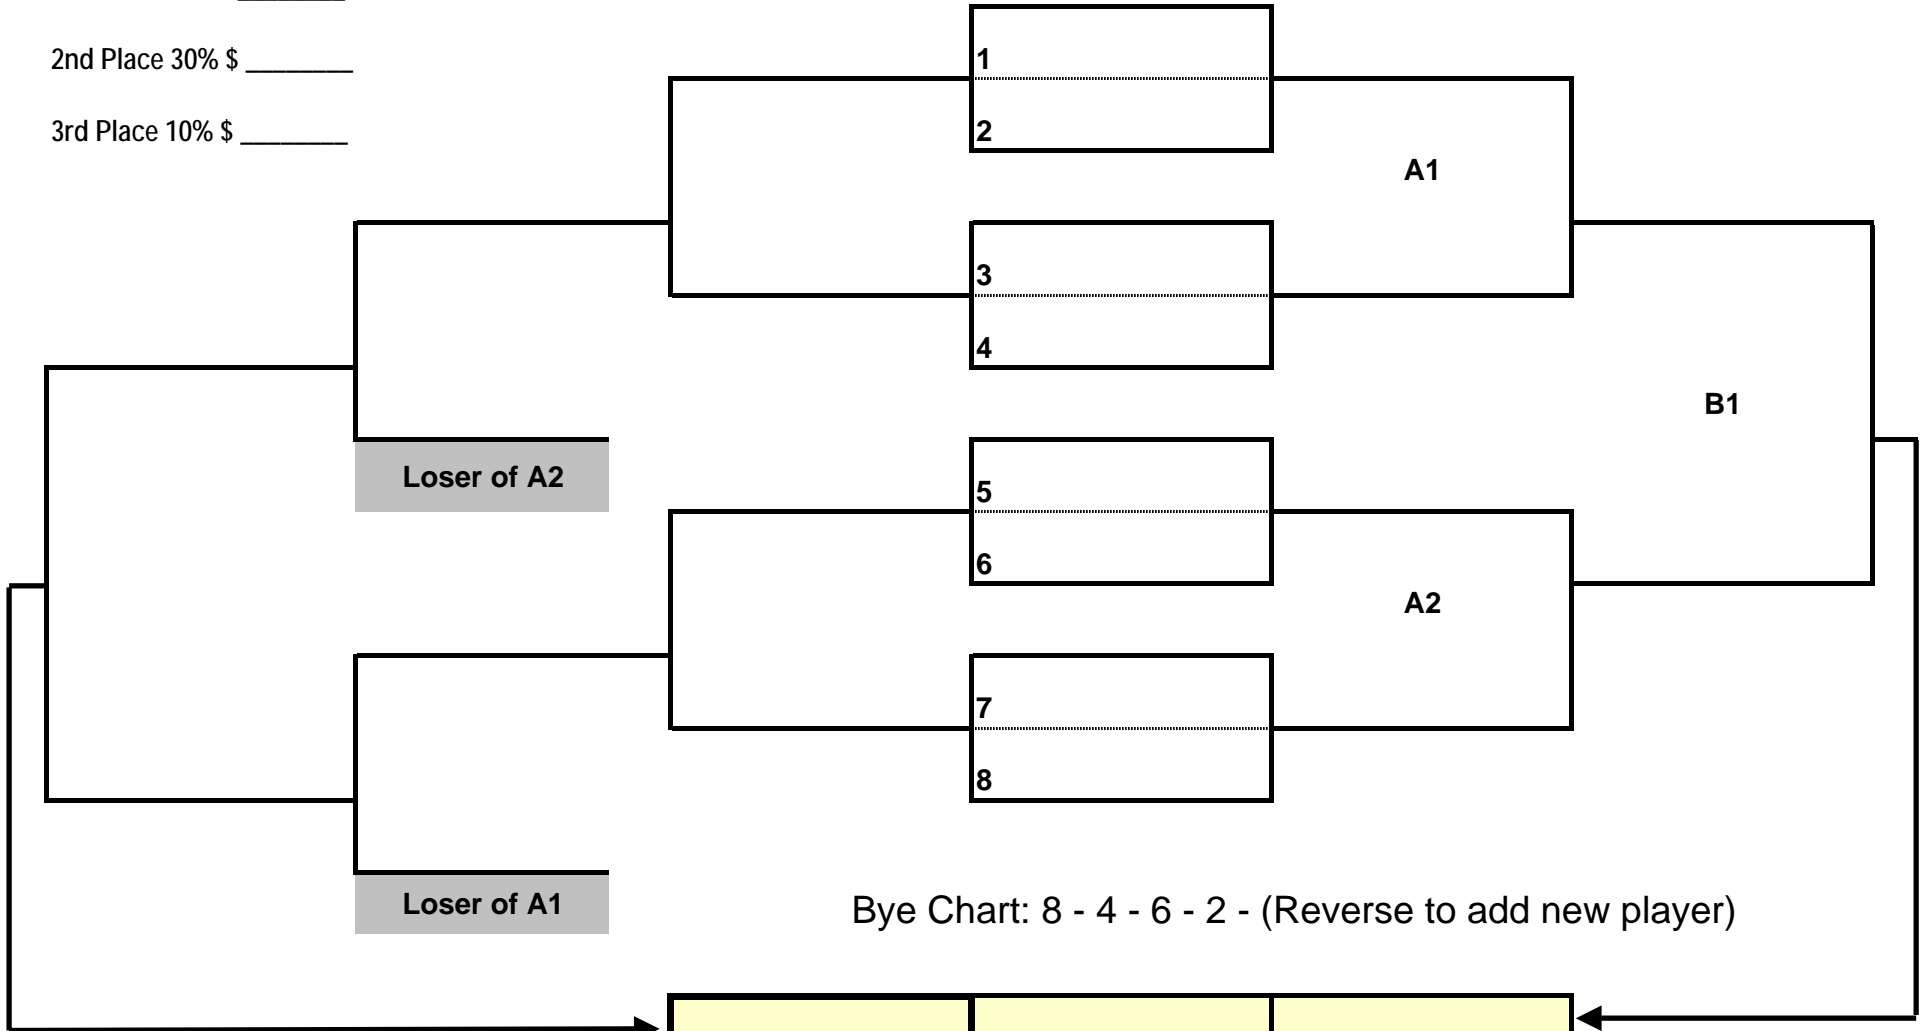 2nd Place 30% $ ________
3rd Place 10% $ ________
1
2
A1
3
4
B1
Loser of A2
5
6
A2
7
8
Loser of A1
Bye Chart: 8 - 4 - 6 - 2 - (Reverse to add new player)